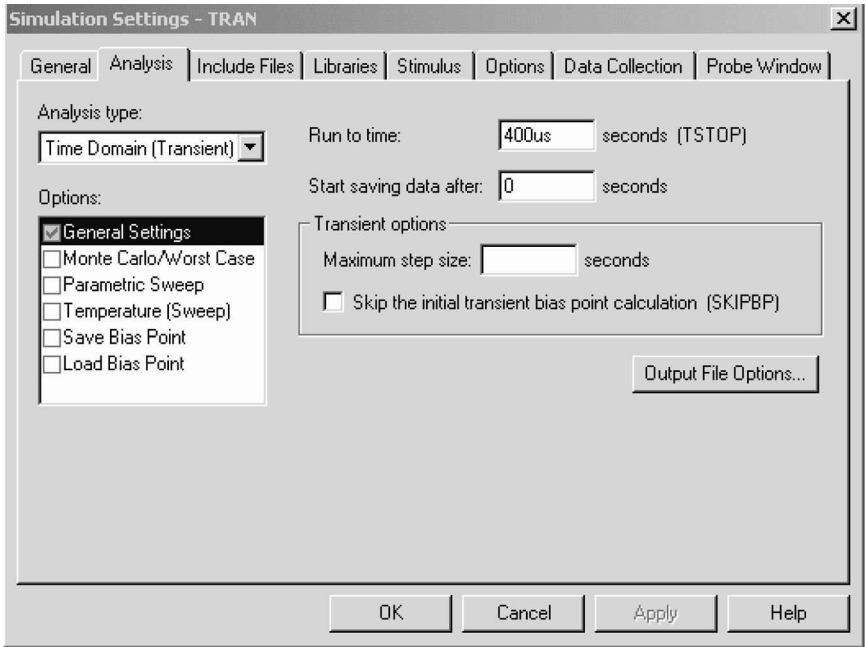 Simulation Settings - TRAN
General Analysis Include Files Libraries Stimulus Options Data Collection Probe Window
Analysis type:
Time Domain (Transient)
Options:
General Settings
Monte Carlo/Worst Case
Parametric Sweep
Temperature (Sweep)
Save Bias Point
Load Bias Point
Run to time: 400us seconds (TSTOP)
Start saving data after: 0 seconds
Transient options
Maximum step size: seconds
Skip the initial transient bias point calculation (SKIPBP)
Output File Options...
OK Cancel Apply Help